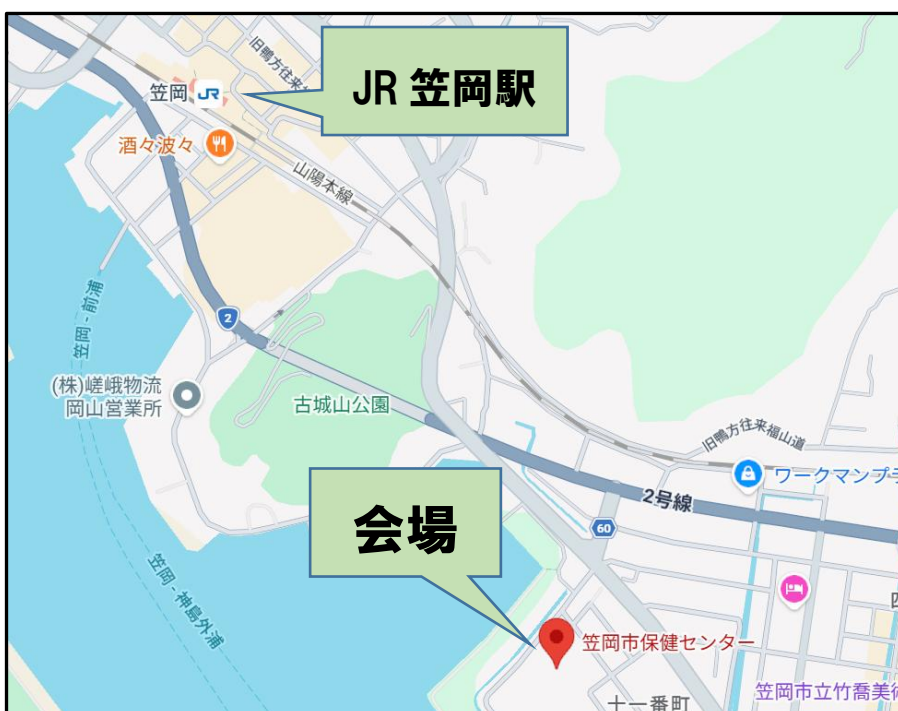 旧鴨方往来
JR 笠岡駅
笠岡 JR
酒々波々
山陽本線
笠岡 - 前浦
2
(株)嵯峨物流
岡山営業所
古城山公園
旧鴨方往来福山道
ワークマンプラ
2号線
会場
60
笠岡 - 神島外浦
笠岡市保健センター
四
笠岡市立竹喬美術
十一番町